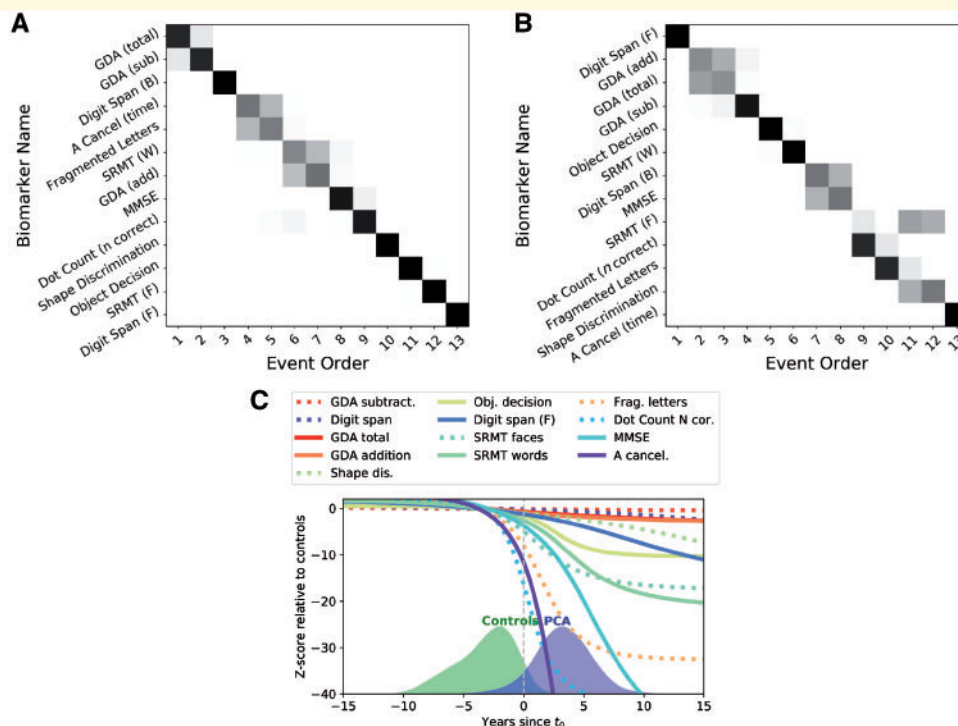 A
GDA (total)
GDA (sub)
Digit Span (B)
A Cancel (time)
Fragmented Letters
SRMT (W)
GDA (add)
MMSE
Dot Count (n correct)
Shape Discrimination
Object Decision
SRMT (F)
Digit Span (F)
Biomarker Name
1 2 3 4 5 6 7 8 9 10 11 12 13
Event Order
B
Digit Span (F)
GDA (add)
GDA (total)
GDA (sub)
Object Decision
SRMT (W)
Digit Span (B)
MMSE
SRMT (F)
Dot Count (n correct)
Fragmented Letters
Shape Discrimination
A Cancel (time)
Biomarker Name
1 2 3 4 5 6 7 8 9 10 11 12 13
Event Order
C
GDA subtract. Obj. decision Frag. letters
Digit span Digit span (F) Dot Count N cor.
GDA total SRMT faces MMSE
GDA addition SRMT words A cancel.
Shape dis.
Z-score relative to controls
0
−10
−20
−30
−40
Controls PCA
−15 −10 −5 0 5 10 15
Years since t₀